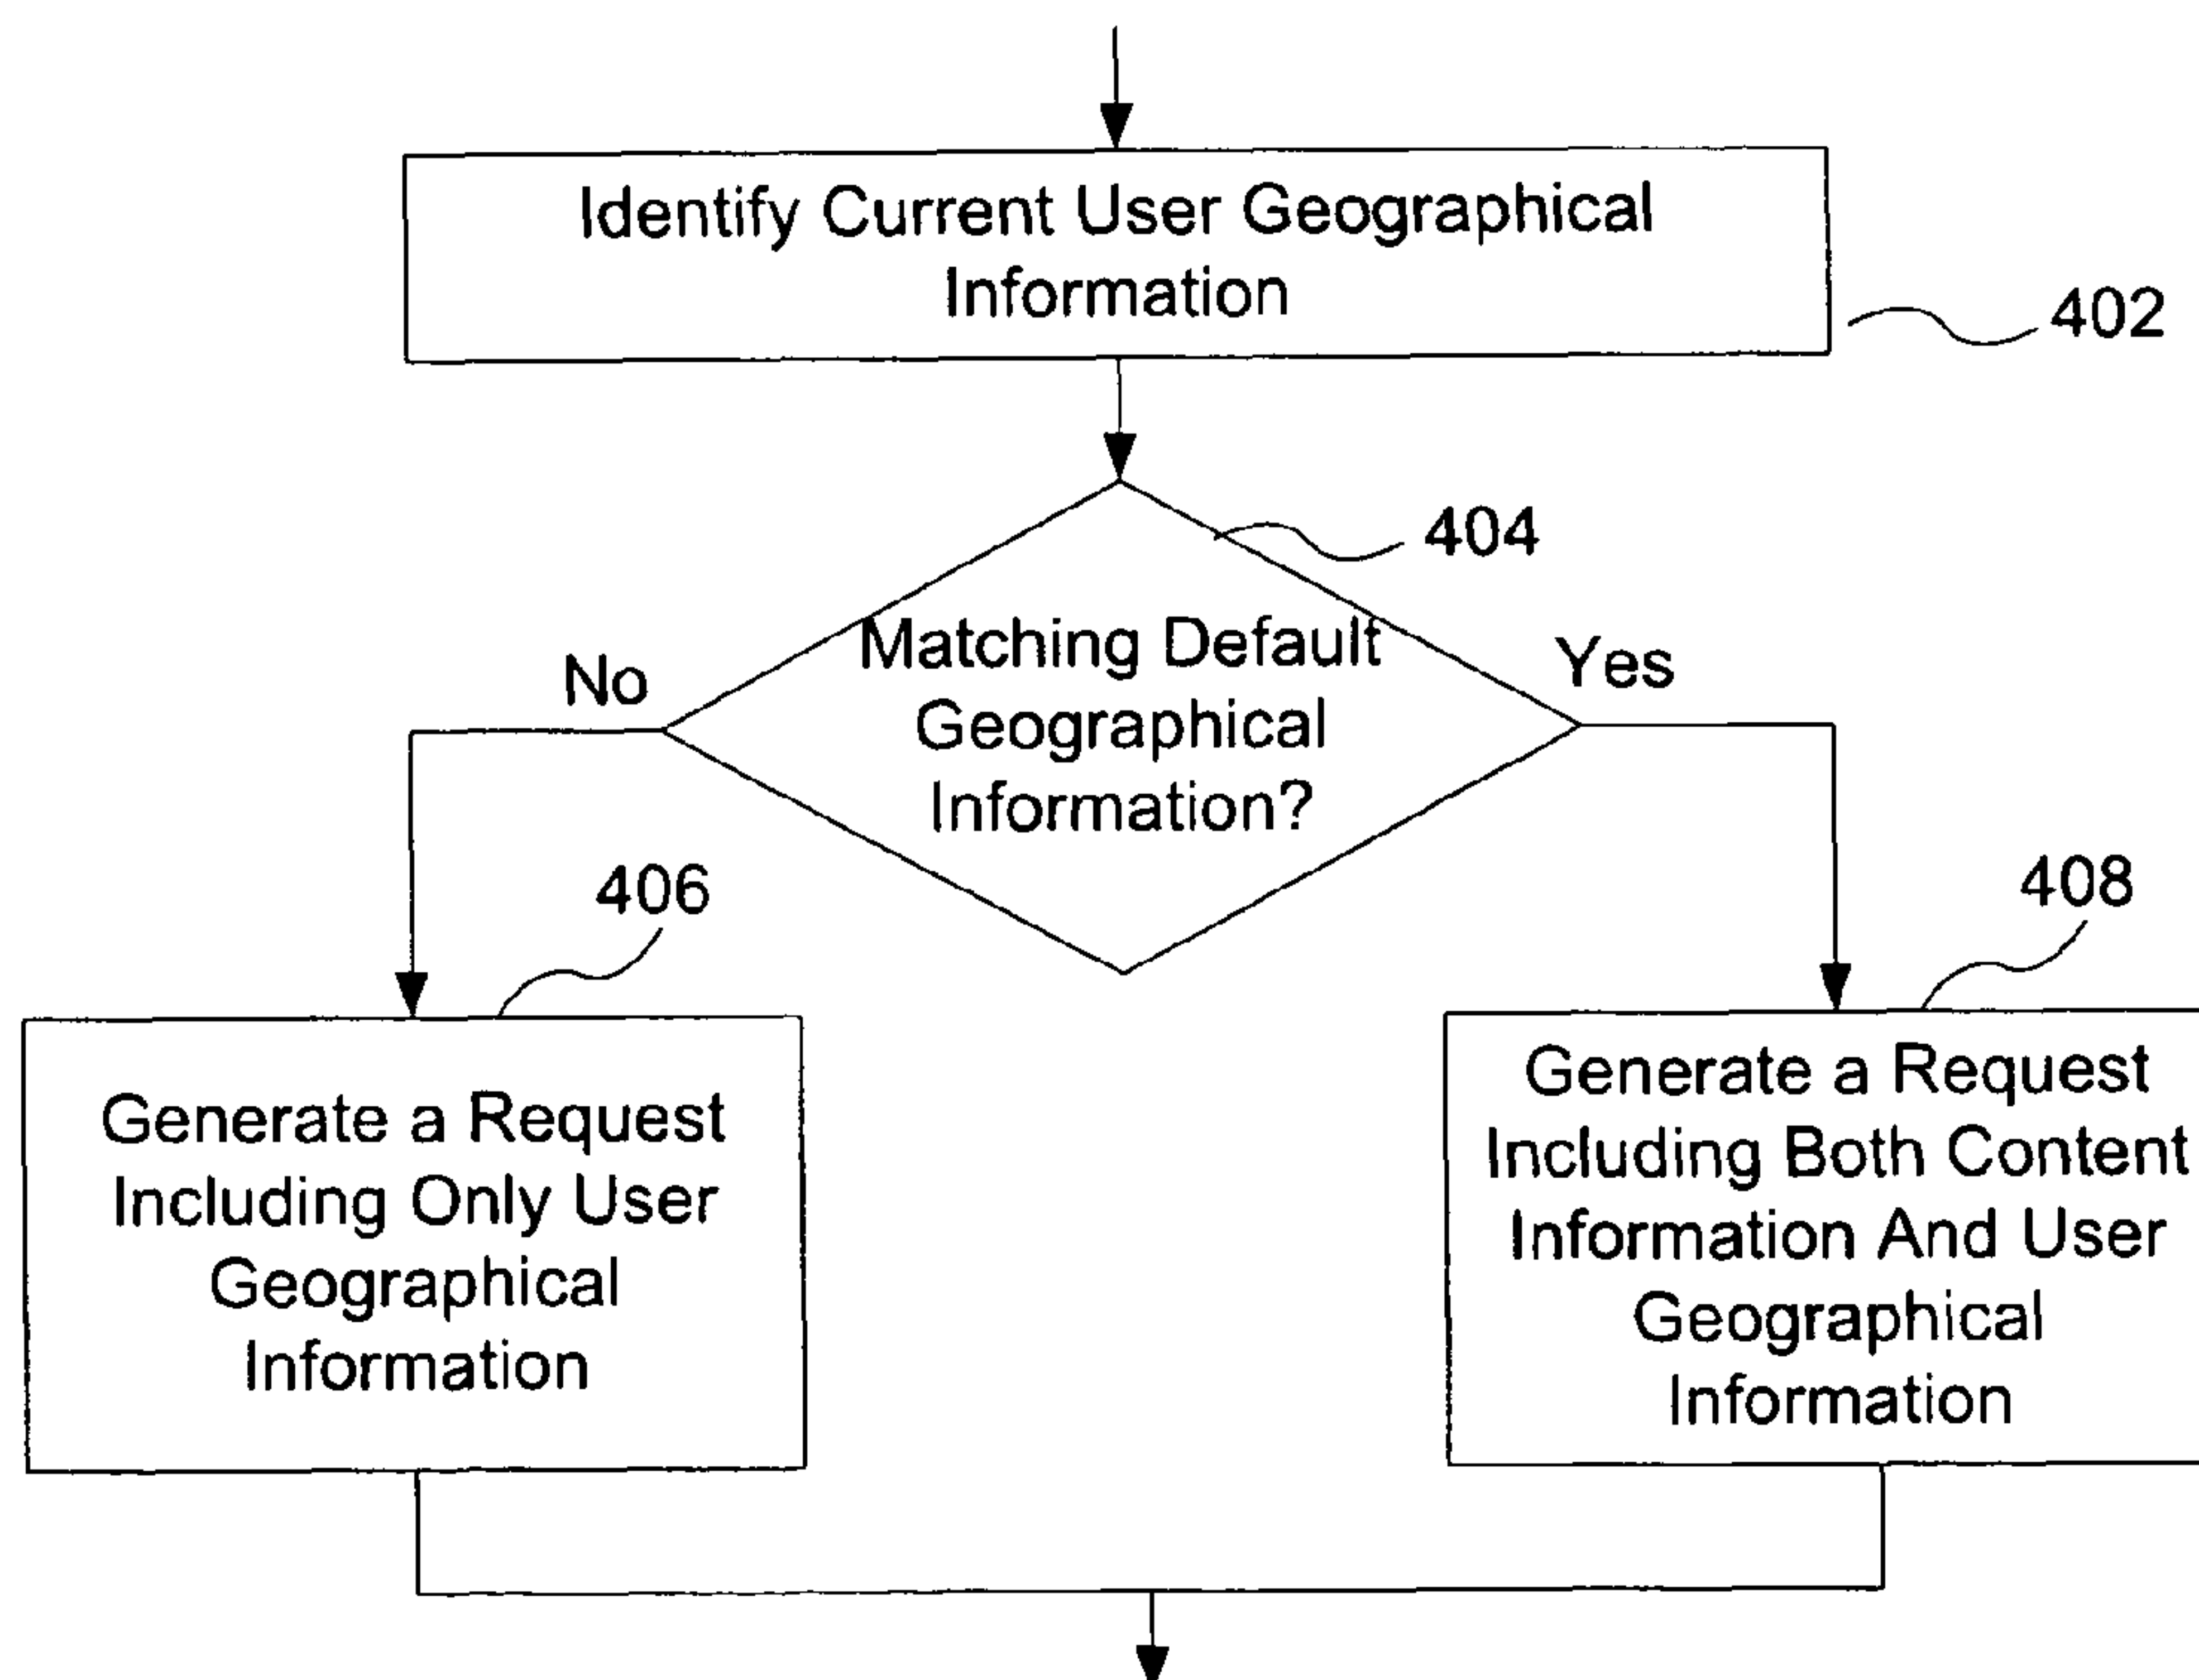 Identify Current User Geographical
Information
402
404
Matching Default
Geographical
Information?
No
Yes
406
408
Generate a Request
Including Only User
Geographical
Information
Generate a Request
Including Both Content
Information And User
Geographical
Information